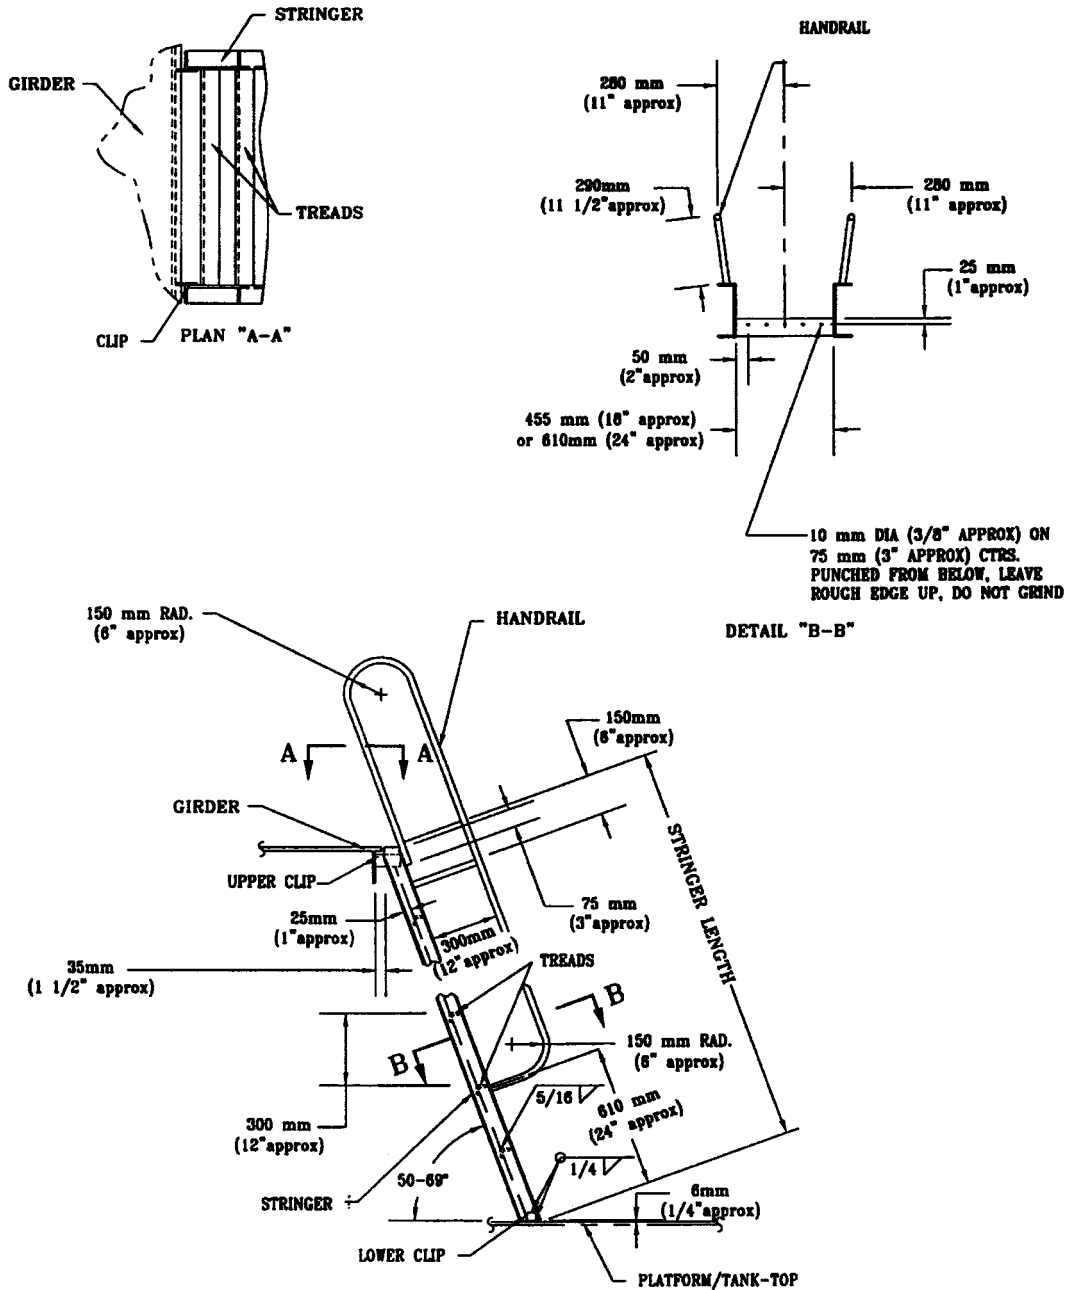 STRINGER
GIRDER
TREADS
CLIP
PLAN "A-A"
HANDRAIL
280 mm
(11" approx)
290mm
(11 1/2"approx)
280 mm
(11" approx)
25 mm
(1"approx)
50 mm
(2"approx)
455 mm (18" approx)
or 610mm (24" approx)
10 mm DIA (3/8" APPROX) ON
75 mm (3" APPROX) CTRS.
PUNCHED FROM BELOW, LEAVE
ROUGH EDGE UP, DO NOT GRIND
DETAIL "B-B"
150 mm RAD.
(6" approx)
HANDRAIL
150mm
(6"approx)
A
A
GIRDER
UPPER CLIP
STRINGER LENGTH
75 mm
(3"approx)
25mm
(1"approx)
300mm
(12"approx)
35mm
(1 1/2" approx)
TREADS
B
B
150 mm RAD.
(6" approx)
5/16
610 mm
(24" approx)
300 mm
(12"approx)
1/4
50-69°
STRINGER
6mm
(1/4"approx)
LOWER CLIP
PLATFORM/TANK-TOP